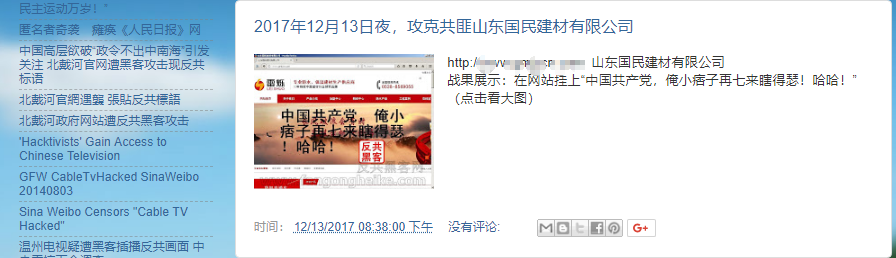 民主运动万岁！"
匿名者奇袭　瘫痪《人民日报》网
中国高层欲破"政令不出中南海"引发
关注 北戴河官网遭黑客攻击现反共
标语
北戴河官網遇襲 張貼反共標語
北戴河政府网站遭反共黑客攻击
'Hacktivists' Gain Access to
Chinese Television
GFW CableTvHacked SinaWeibo
20140803
Sina Weibo Censors "Cable TV
Hacked"
温州电视疑遭黑客插播反共画面 中
2017年12月13日夜，攻克共匪山东国民建材有限公司
http:// 山东国民建材有限公司
战果展示：在网站挂上"中国共产党，俺小痞子再七来瞎得瑟！哈哈！"
（点击看大图）
中国共产党，俺小
痞子再七来瞎得瑟
！哈哈！
反共
黑客
反共黑客网
fangongheike.com
时间： 12/13/2017 08:38:00 下午 没有评论:
G+